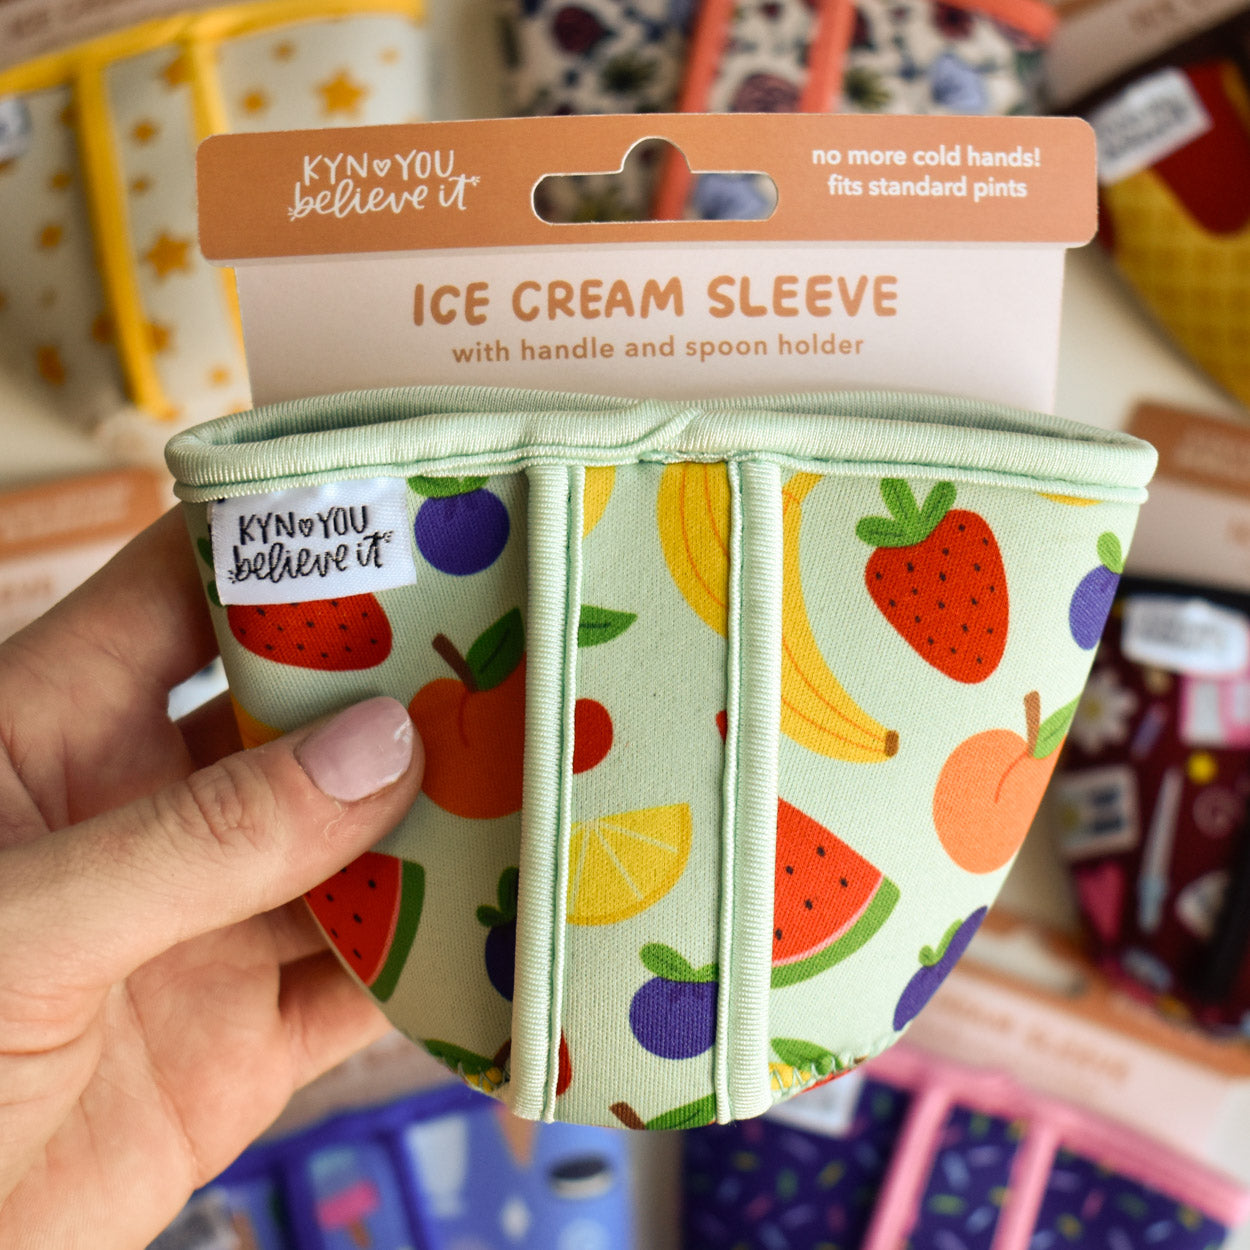 KYN♡YOU
believe it
no more cold hands!
fits standard pints
ICE CREAM SLEEVE
with handle and spoon holder
KYN♡YOU
believe it